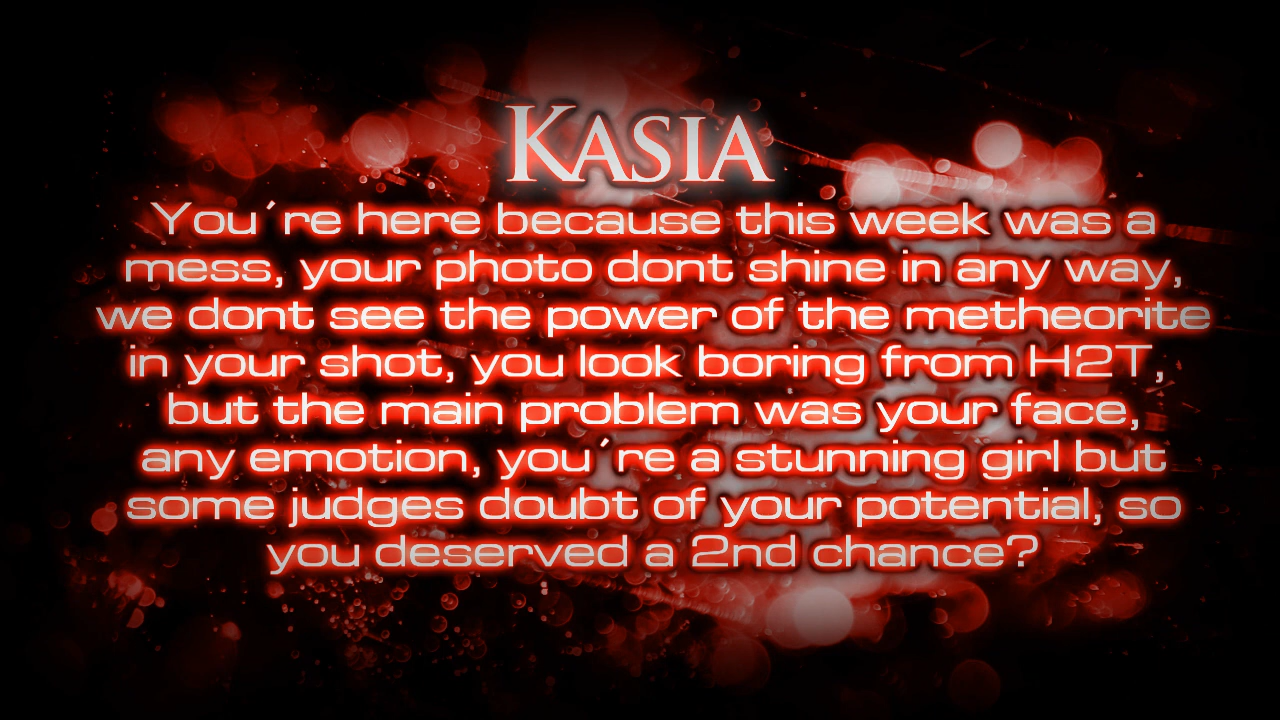 KASIA
You´re here because this week was a
mess, your photo dont shine in any way,
we dont see the power of the metheorite
in your shot, you look boring from H2T,
but the main problem was your face,
any emotion, you´re a stunning girl but
some judges doubt of your potential, so
you deserved a 2nd chance?